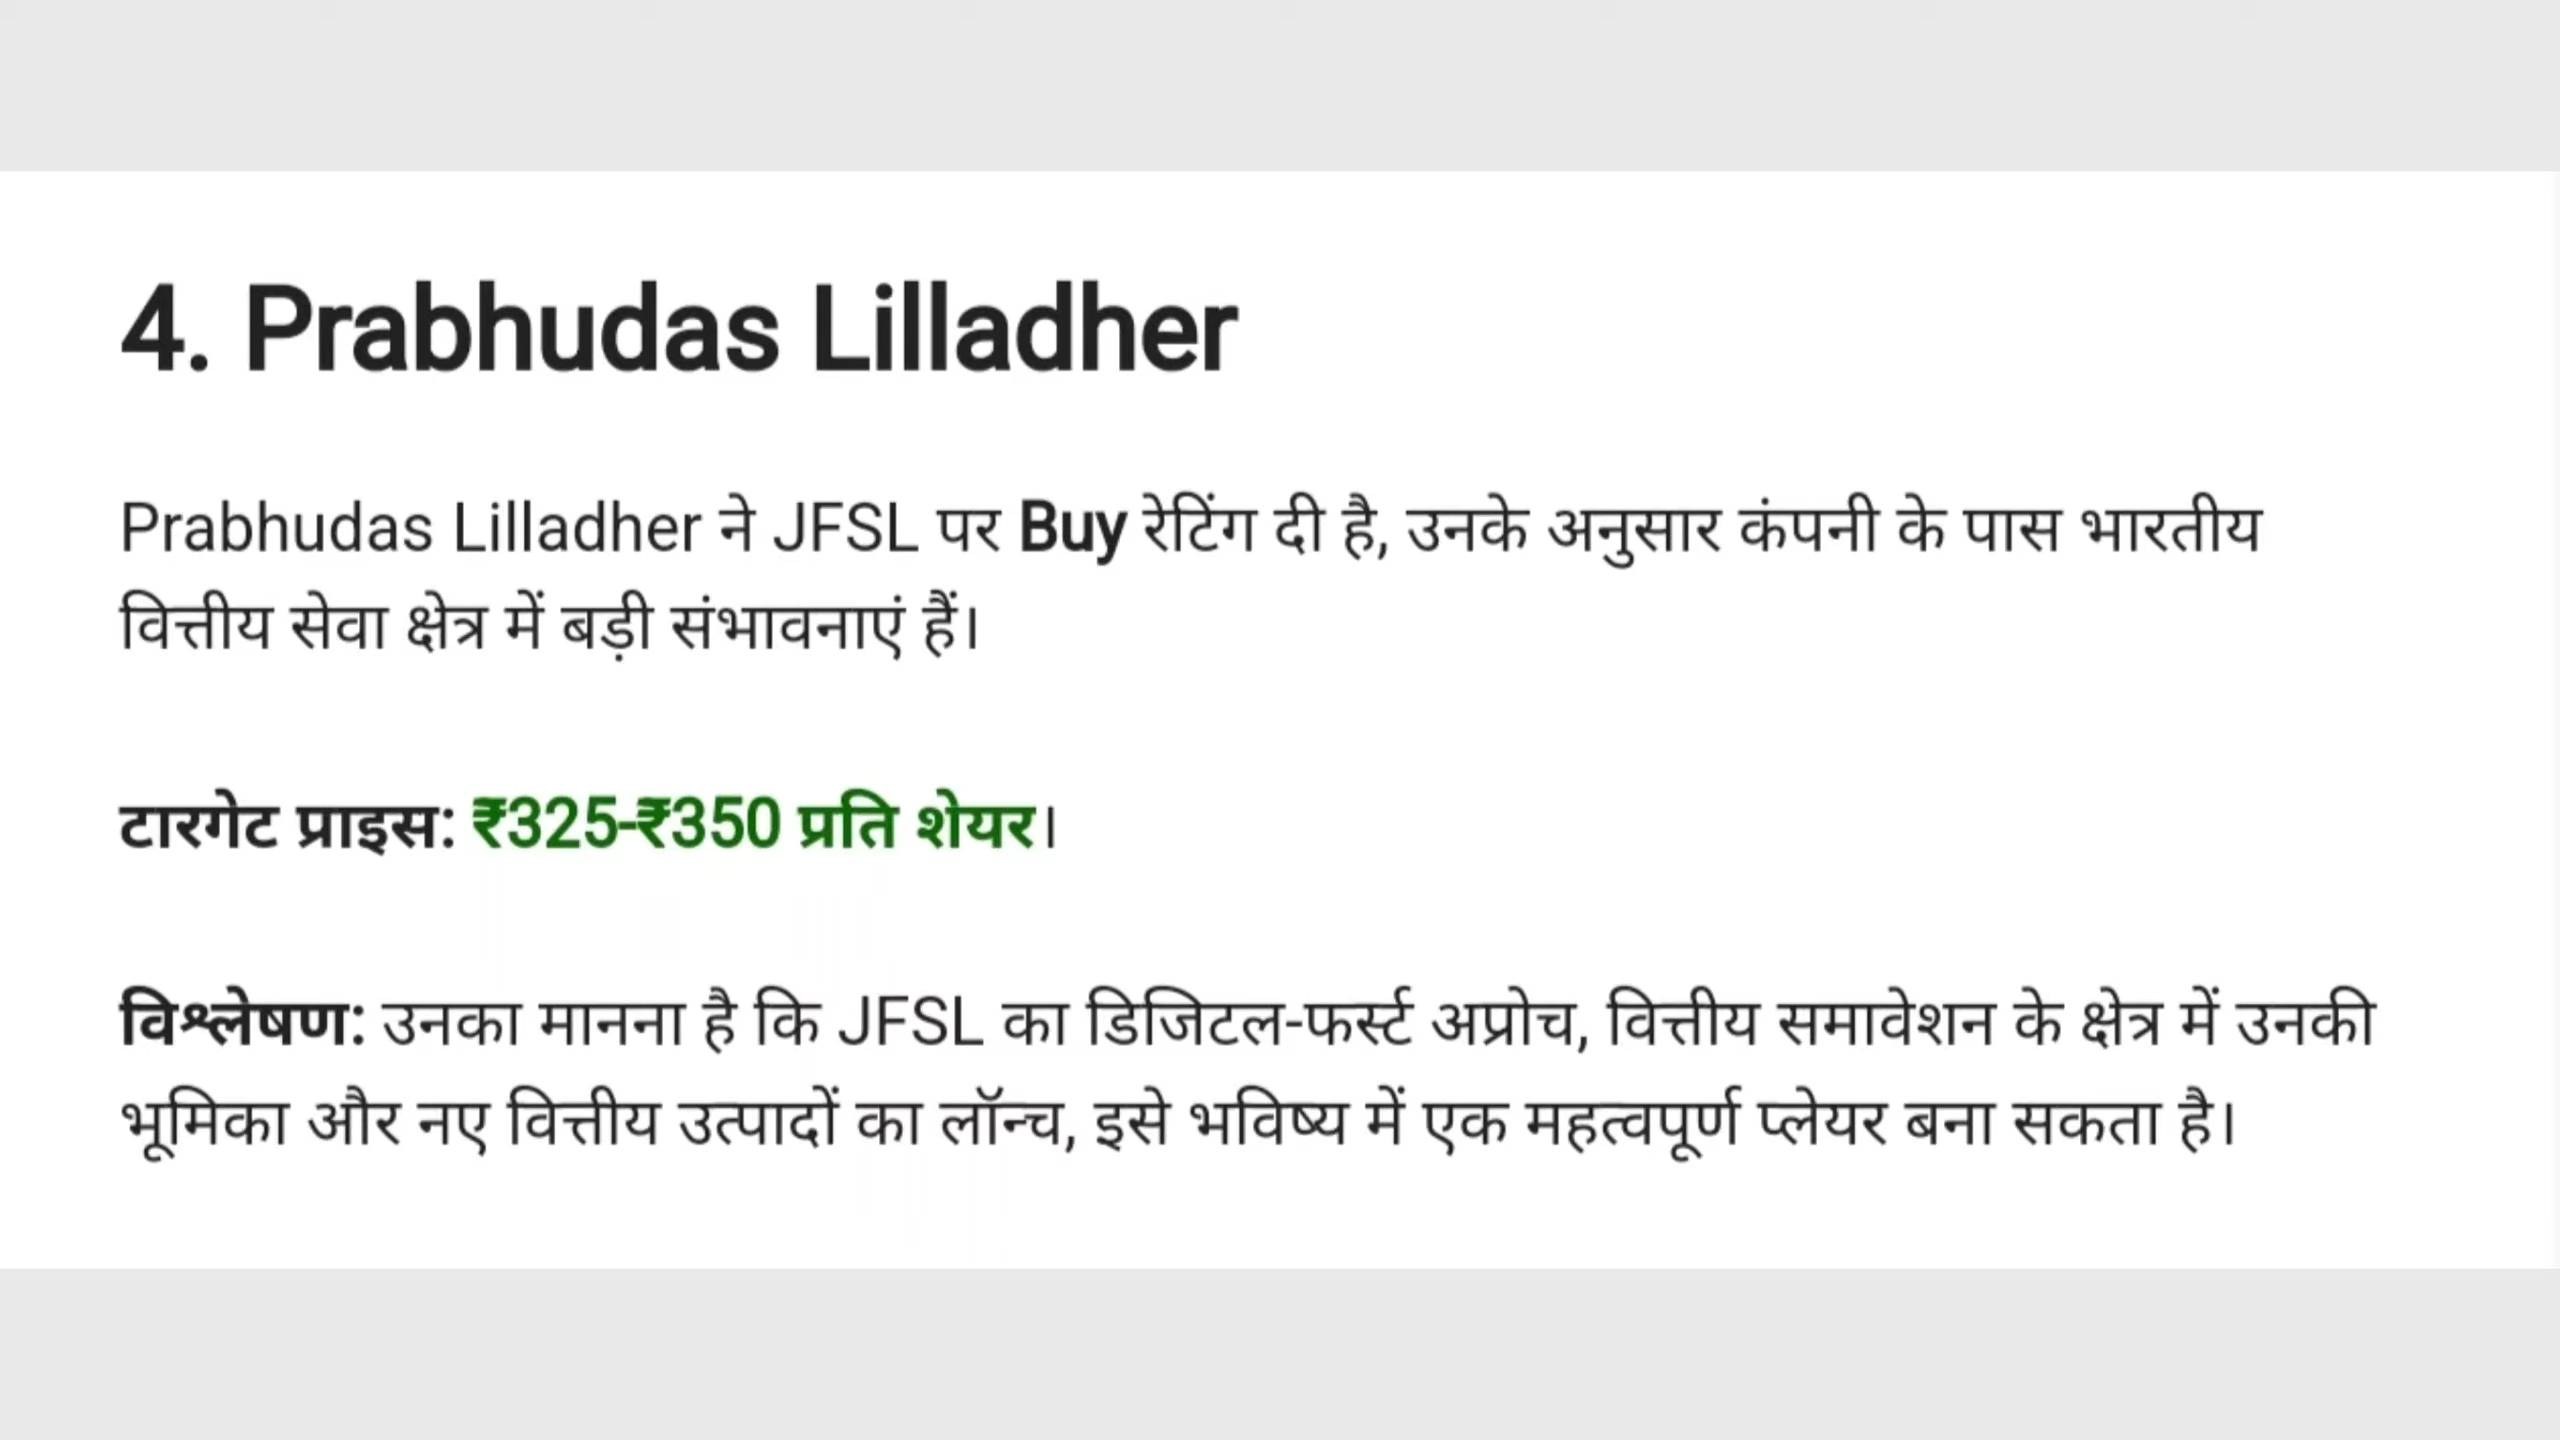 4. Prabhudas Lilladher
Prabhudas Lilladher ने JFSL पर Buy रेटिंग दी है, उनके अनुसार कंपनी के पास भारतीय
वित्तीय सेवा क्षेत्र में बड़ी संभावनाएं हैं।
टारगेट प्राइस: ₹325-₹350 प्रति शेयर।
विश्लेषण: उनका मानना है कि JFSL का डिजिटल-फर्स्ट अप्रोच, वित्तीय समावेशन के क्षेत्र में उनकी
भूमिका और नए वित्तीय उत्पादों का लॉन्च, इसे भविष्य में एक महत्वपूर्ण प्लेयर बना सकता है।